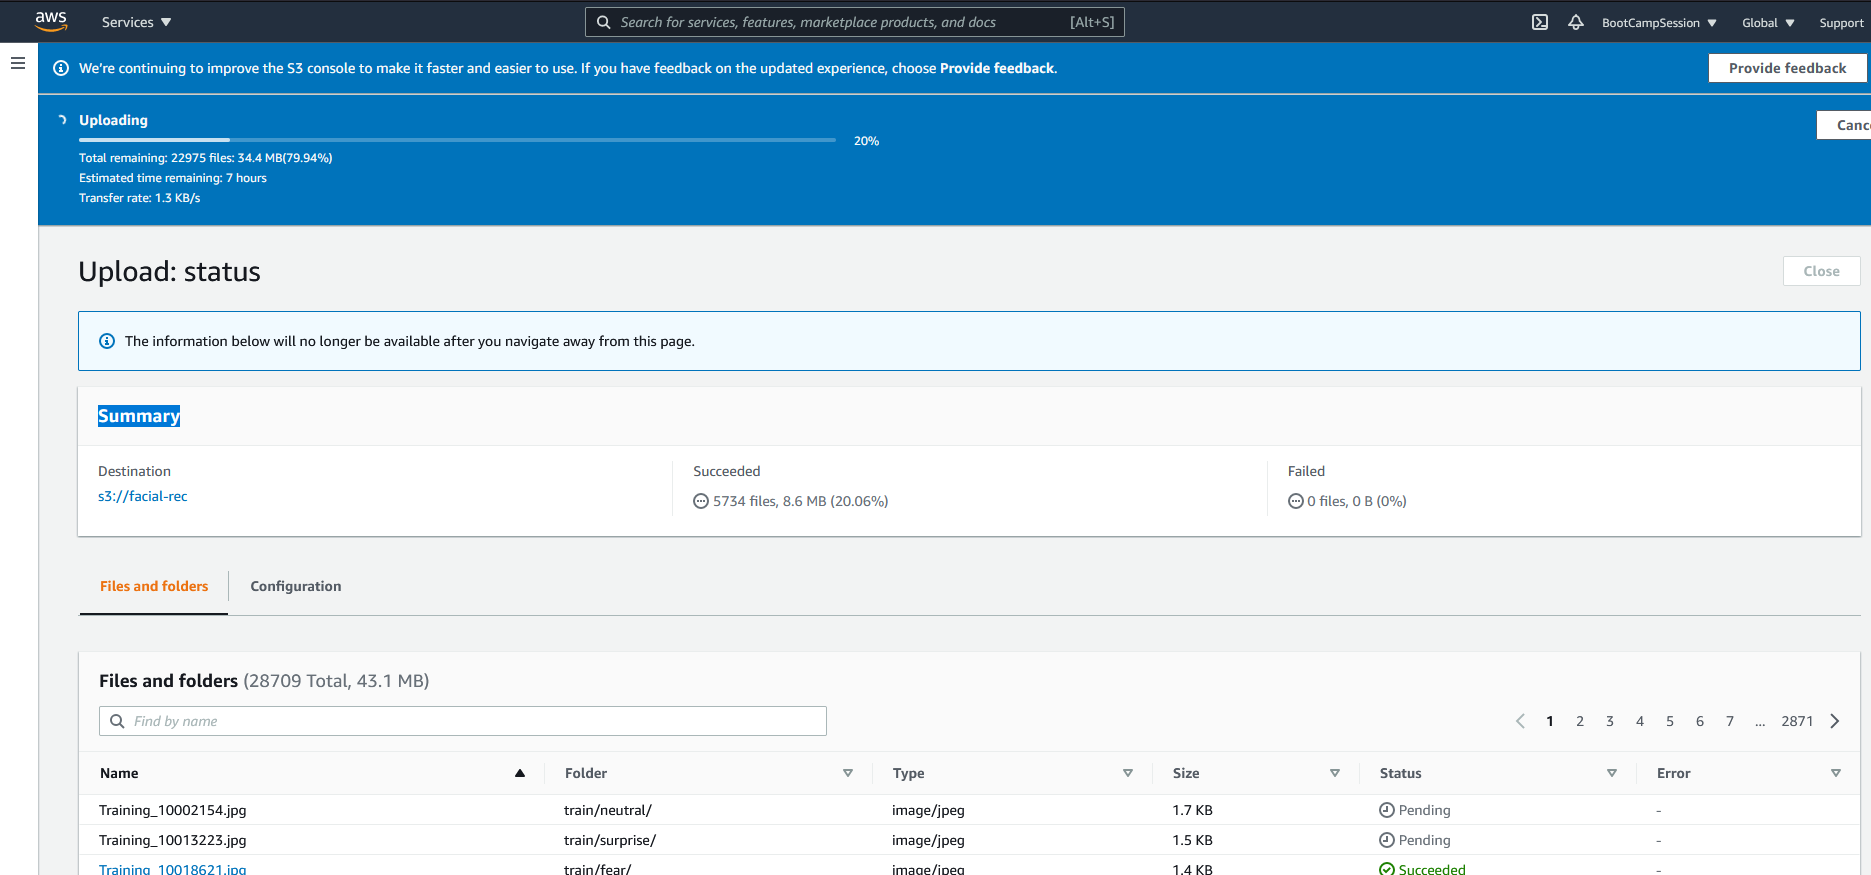 aws Services Search for services, features, marketplace products, and docs [Alt+S] BootCampSession Global Support
We're continuing to improve the S3 console to make it faster and easier to use. If you have feedback on the updated experience, choose Provide feedback. Provide feedback
Uploading
20%
Canc
Total remaining: 22975 files: 34.4 MB(79.94%)
Estimated time remaining: 7 hours
Transfer rate: 1.3 KB/s
Upload: status
Close
The information below will no longer be available after you navigate away from this page.
Summary
Destination Succeeded Failed
s3://facial-rec 5734 files, 8.6 MB (20.06%) 0 files, 0 B (0%)
Files and folders Configuration
Files and folders (28709 Total, 43.1 MB)
Find by name 1 2 3 4 5 6 7 ... 2871
Name Folder Type Size Status Error
Training_10002154.jpg train/neutral/ image/jpeg 1.7 KB Pending -
Training_10013223.jpg train/surprise/ image/jpeg 1.5 KB Pending -
Training_10018621.jpg train/fear/ image/jpeg 1.4 KB Succeeded -